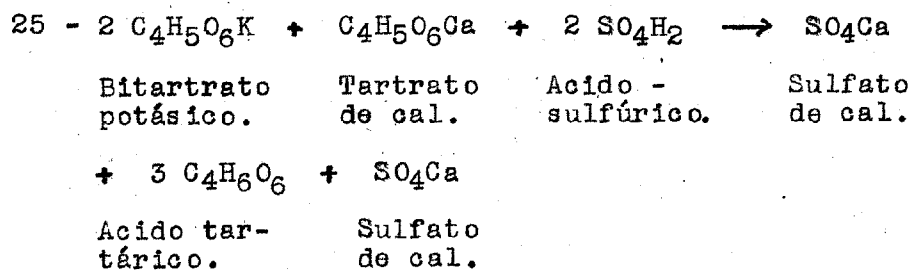 25 - 2 C4H5O6K + C4H5O6Ca + 2 SO4H2 → SO4Ca
Bitartrato Tartrato Acido - Sulfato
potásico. de cal. sulfúrico. de cal.
+ 3 C4H6O6 + SO4Ca
Acido tar- Sulfato
tárico. de cal.